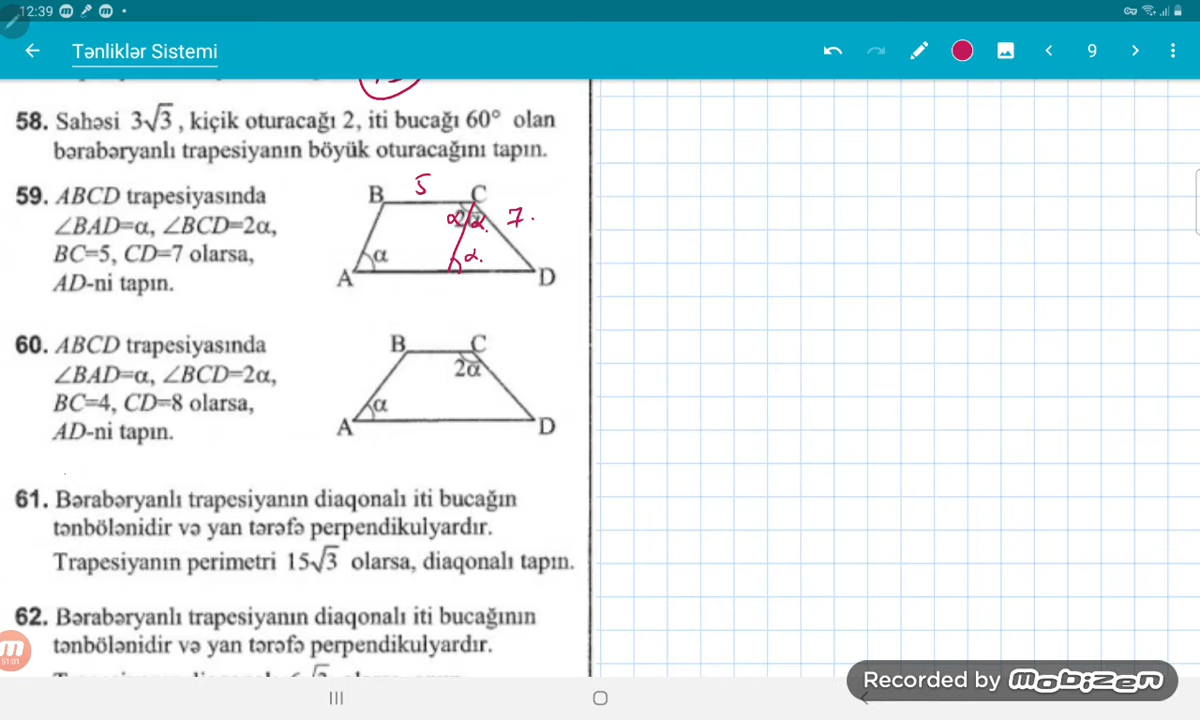 12:39
Tənliklər Sistemi
9
58. Sahəsi 3√3 , kiçik oturacağı 2, iti bucağı 60° olan
bərabəryanlı trapesiyanın böyük oturacağını tapın.
59. ABCD trapesiyasında
∠BAD=α, ∠BCD=2α,
BC=5, CD=7 olarsa,
AD-ni tapın.
B 5 C
α α. 7.
α α.
A D
60. ABCD trapesiyasında
∠BAD=α, ∠BCD=2α,
BC=4, CD=8 olarsa,
AD-ni tapın.
B C
2α
α
A D
61. Bərabəryanlı trapesiyanın diaqonalı iti bucağın
tənbölənidir və yan tərəfə perpendikulyardır.
Trapesiyanın perimetri 15√3 olarsa, diaqonalı tapın.
62. Bərabəryanlı trapesiyanın diaqonalı iti bucağının
tənbölənidir və yan tərəfə perpendikulyardır.
51:01
Recorded by mobizen